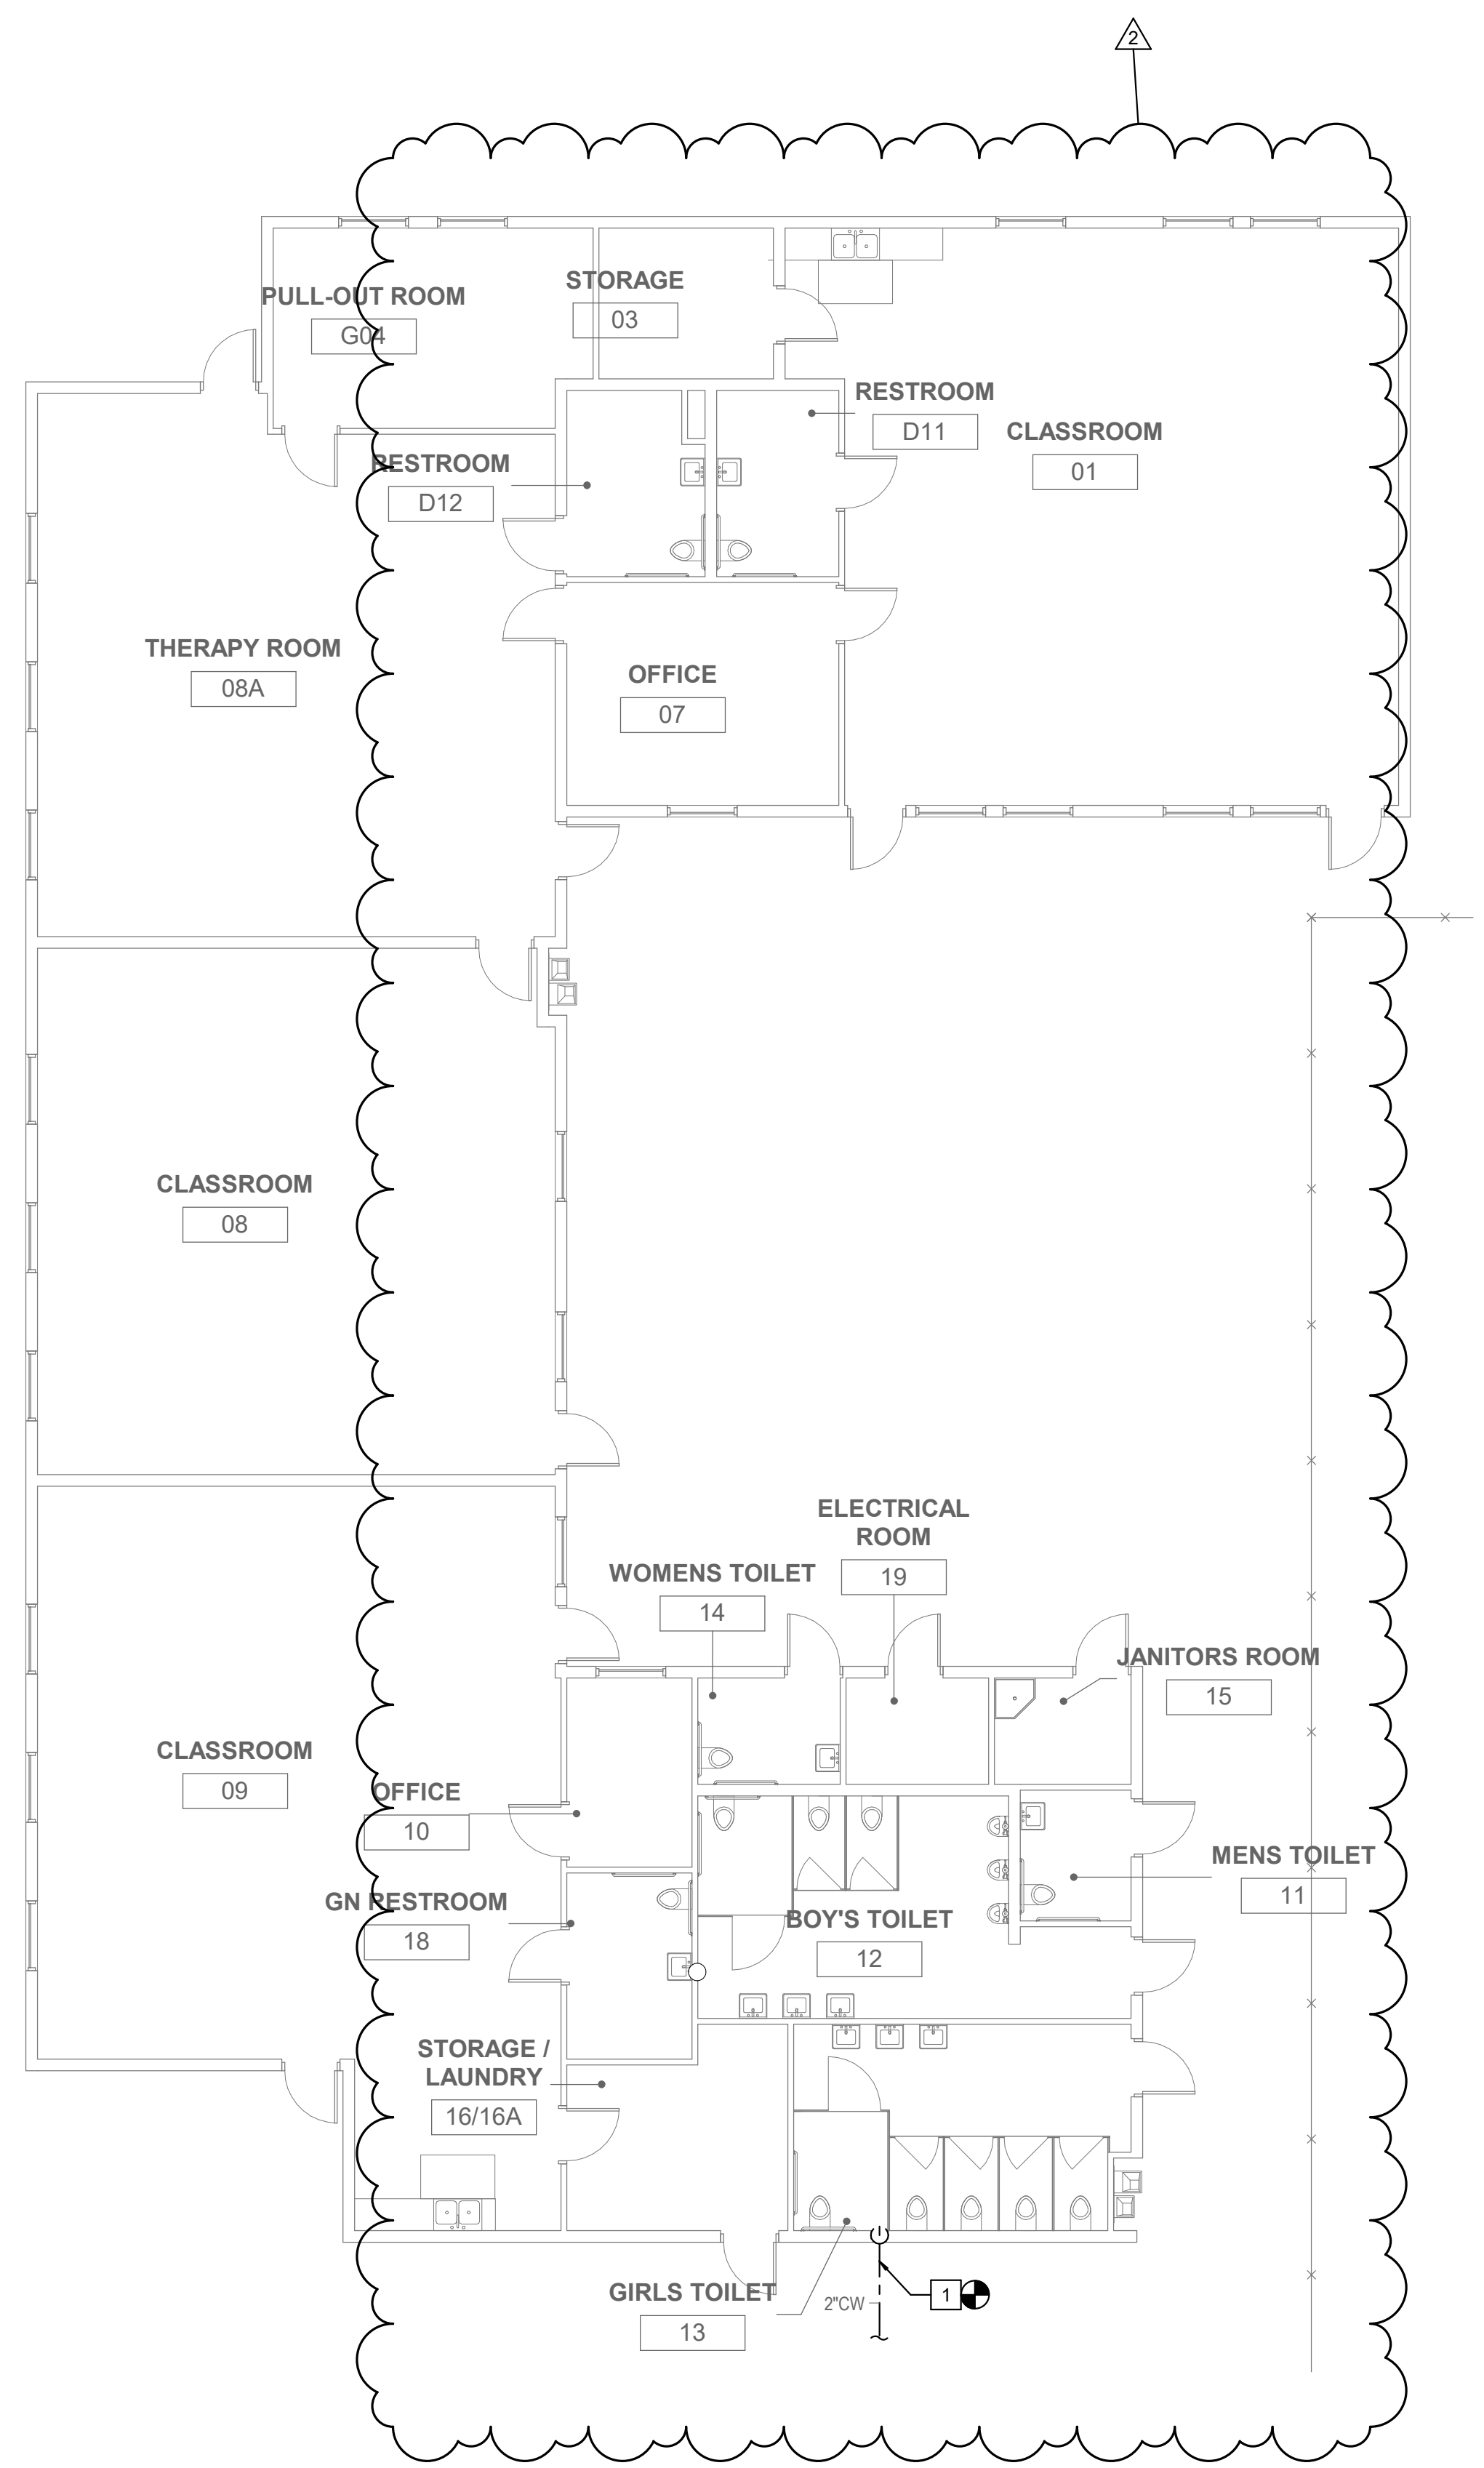 2
STORAGE
03
PULL-OUT ROOM
G04
RESTROOM
D11
CLASSROOM
01
RESTROOM
D12
THERAPY ROOM
08A
OFFICE
07
CLASSROOM
08
ELECTRICAL
ROOM
19
WOMENS TOILET
14
JANITORS ROOM
15
CLASSROOM
09
OFFICE
10
MENS TOILET
11
GN RESTROOM
18
BOY'S TOILET
12
STORAGE /
LAUNDRY
16/16A
GIRLS TOILET
13
2"CW
1